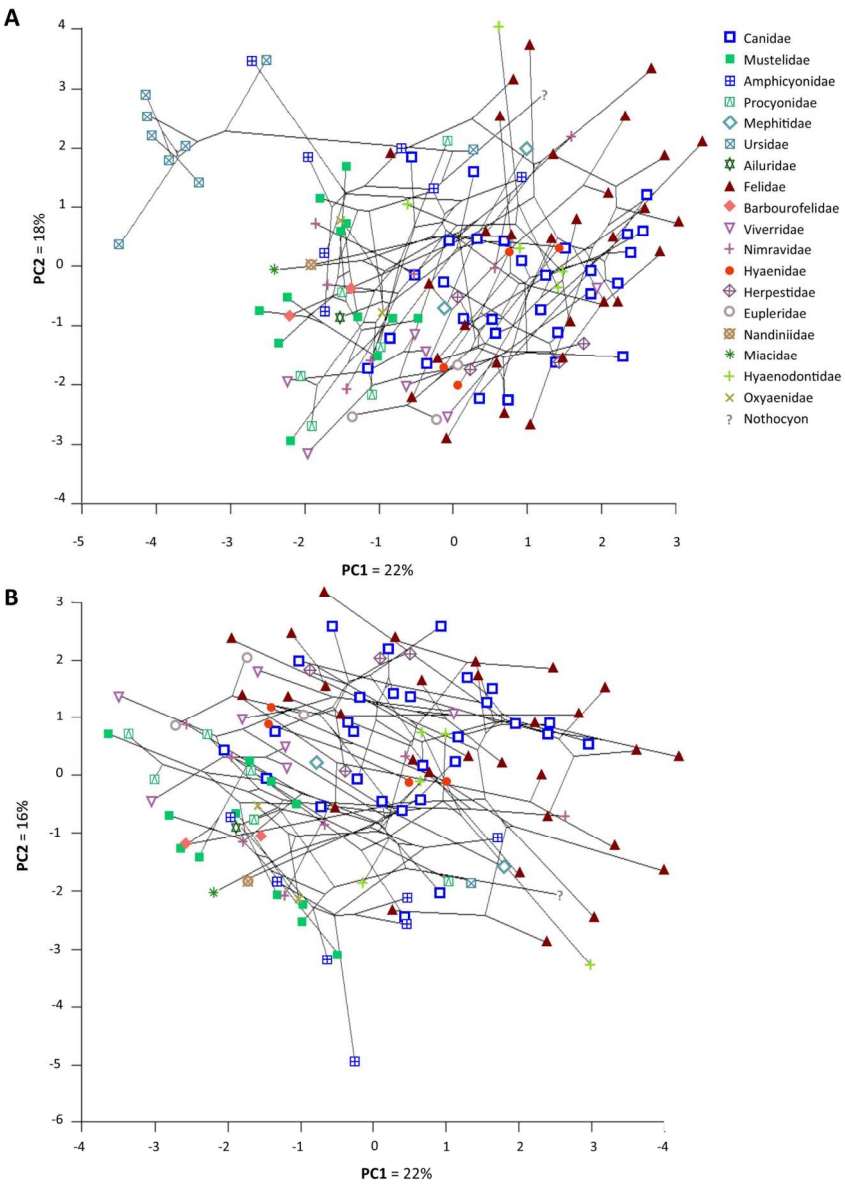 A
4
3
2
1
0
-1
-2
-3
-4
PC2 = 18%
-5
-4
-3
-2
-1
0
1
2
3
PC1 = 22%
?
Canidae
Mustelidae
Amphicyonidae
Procyonidae
Mephitidae
Ursidae
Ailuridae
Felidae
Barbourofelidae
Viverridae
Nimravidae
Hyaenidae
Herpestidae
Eupleridae
Nandiniidae
Miacidae
Hyaenodontidae
Oxyaenidae
? Nothocyon
B
3
2
1
0
-1
-2
-3
-4
-5
-6
PC2 = 16%
?
-4
-3
-2
-1
0
1
2
3
-4
PC1 = 22%